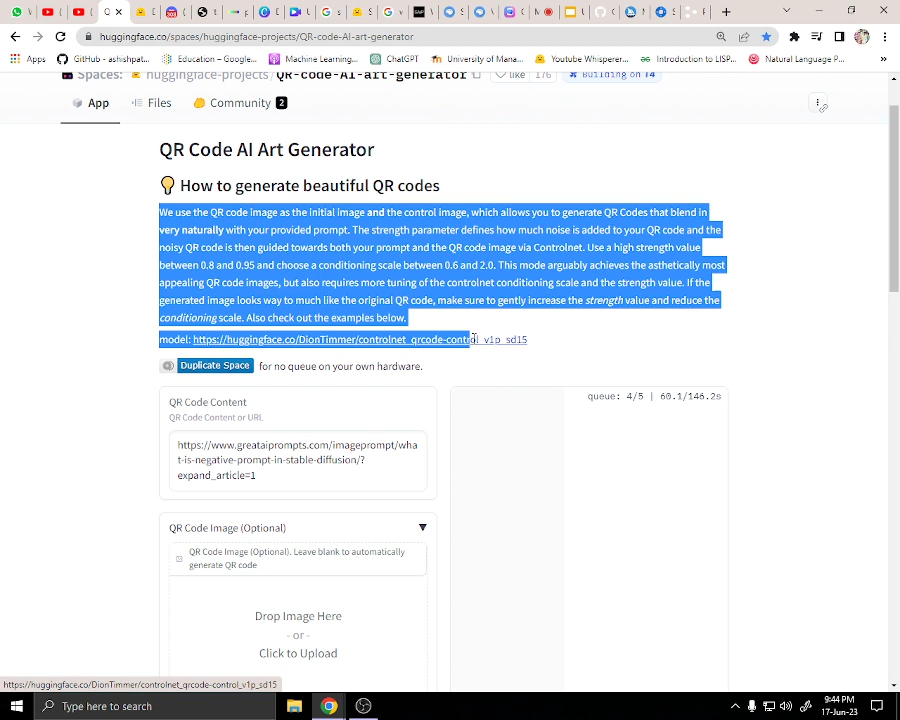 huggingface.co/spaces/huggingface-projects/QR-code-AI-art-generator
Apps
GitHub - ashishpat...
Education – Google...
Machine Learning...
ChatGPT
University of Mana...
Youtube Whisperer...
Introduction to LISP...
Natural Language P...
»
Spaces:
huggingface-projects/QR-code-AI-art-generator
like
176
Building on T4
App
Files
Community
2
QR Code AI Art Generator
How to generate beautiful QR codes
We use the QR code image as the initial image and the control image, which allows you to generate QR Codes that blend in
very naturally with your provided prompt. The strength parameter defines how much noise is added to your QR code and the
noisy QR code is then guided towards both your prompt and the QR code image via Controlnet. Use a high strength value
between 0.8 and 0.95 and choose a conditioning scale between 0.6 and 2.0. This mode arguably achieves the asthetically most
appealing QR code images, but also requires more tuning of the controlnet conditioning scale and the strength value. If the
generated image looks way to much like the original QR code, make sure to gently increase the strength value and reduce the
conditioning scale. Also check out the examples below.
model: https://huggingface.co/DionTimmer/controlnet_qrcode-control_v1p_sd15
Duplicate Space
for no queue on your own hardware.
QR Code Content
QR Code Content or URL
queue: 4/5 | 60.1/146.2s
https://www.greataiprompts.com/imageprompt/wha
t-is-negative-prompt-in-stable-diffusion/?
expand_article=1
QR Code Image (Optional)
QR Code Image (Optional). Leave blank to automatically
generate QR code
Drop Image Here
- or -
Click to Upload
https://huggingface.co/DionTimmer/controlnet_qrcode-control_v1p_sd15
Type here to search
9:44 PM
17-Jun-23